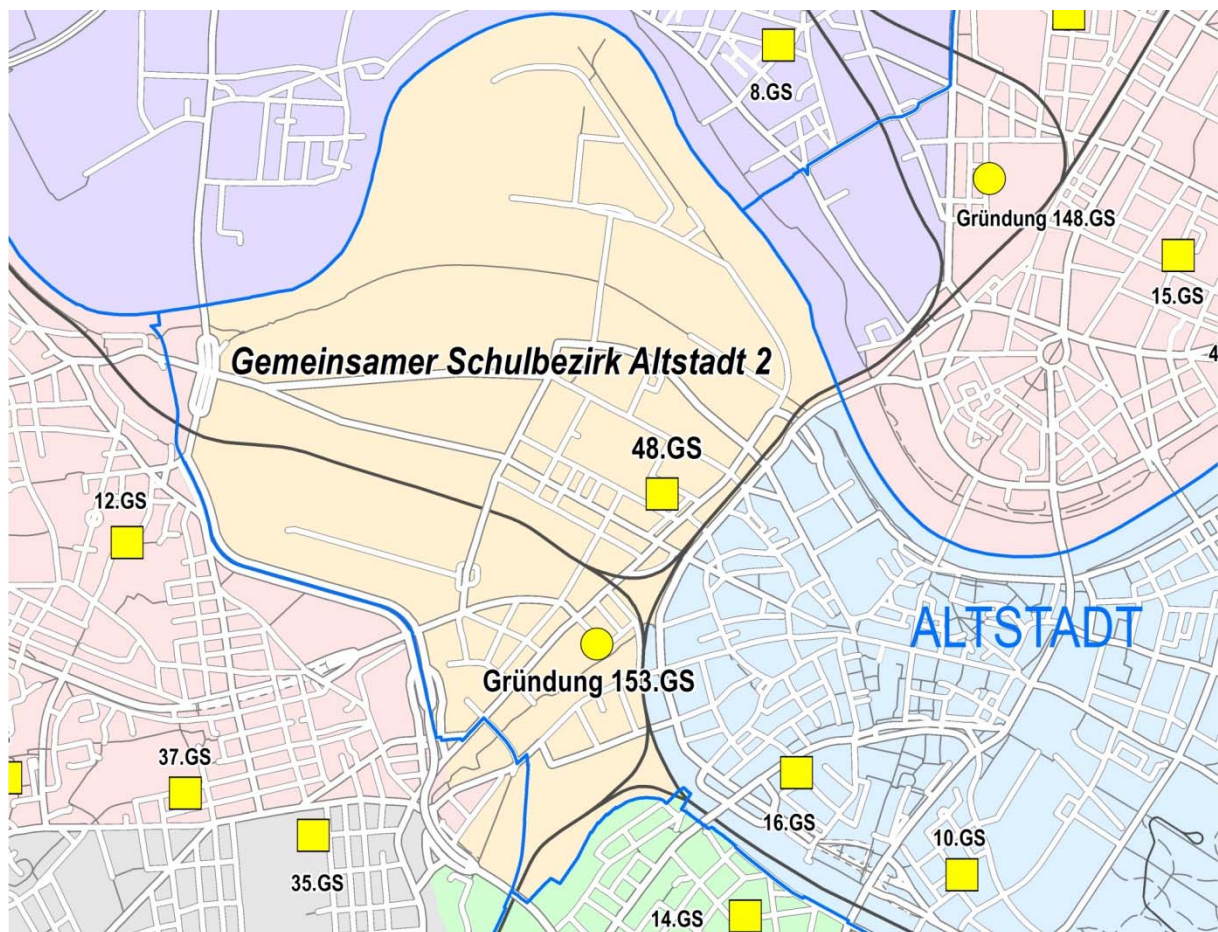 8.GS
Gründung 148.GS
15.GS
4
Gemeinsamer Schulbezirk Altstadt 2
48.GS
12.GS
ALTSTADT
Gründung 153.GS
37.GS
16.GS
10.GS
35.GS
14.GS